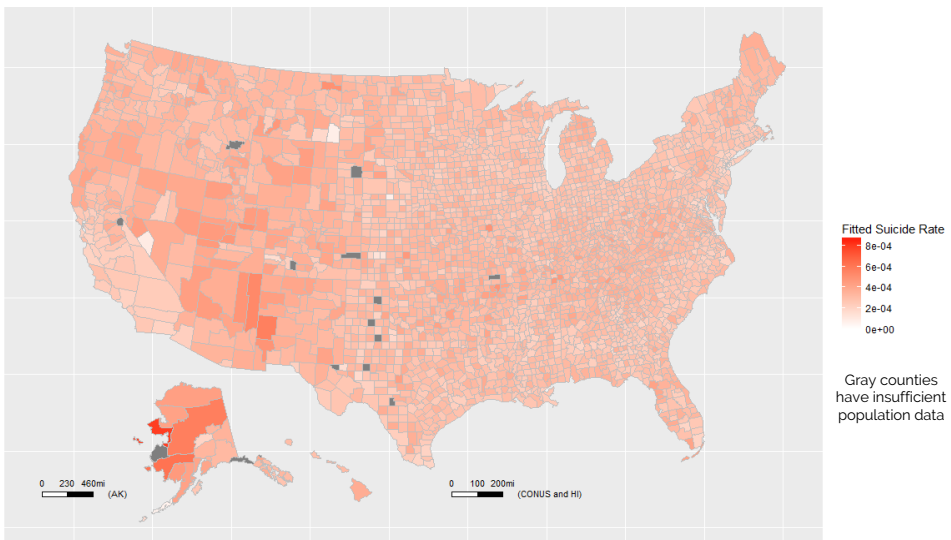 Fitted Suicide Rate
8e-04
6e-04
4e-04
2e-04
0e+00
Gray counties
have insufficient
population data
0 230 460mi
(AK)
0 100 200mi
(CONUS and HI)